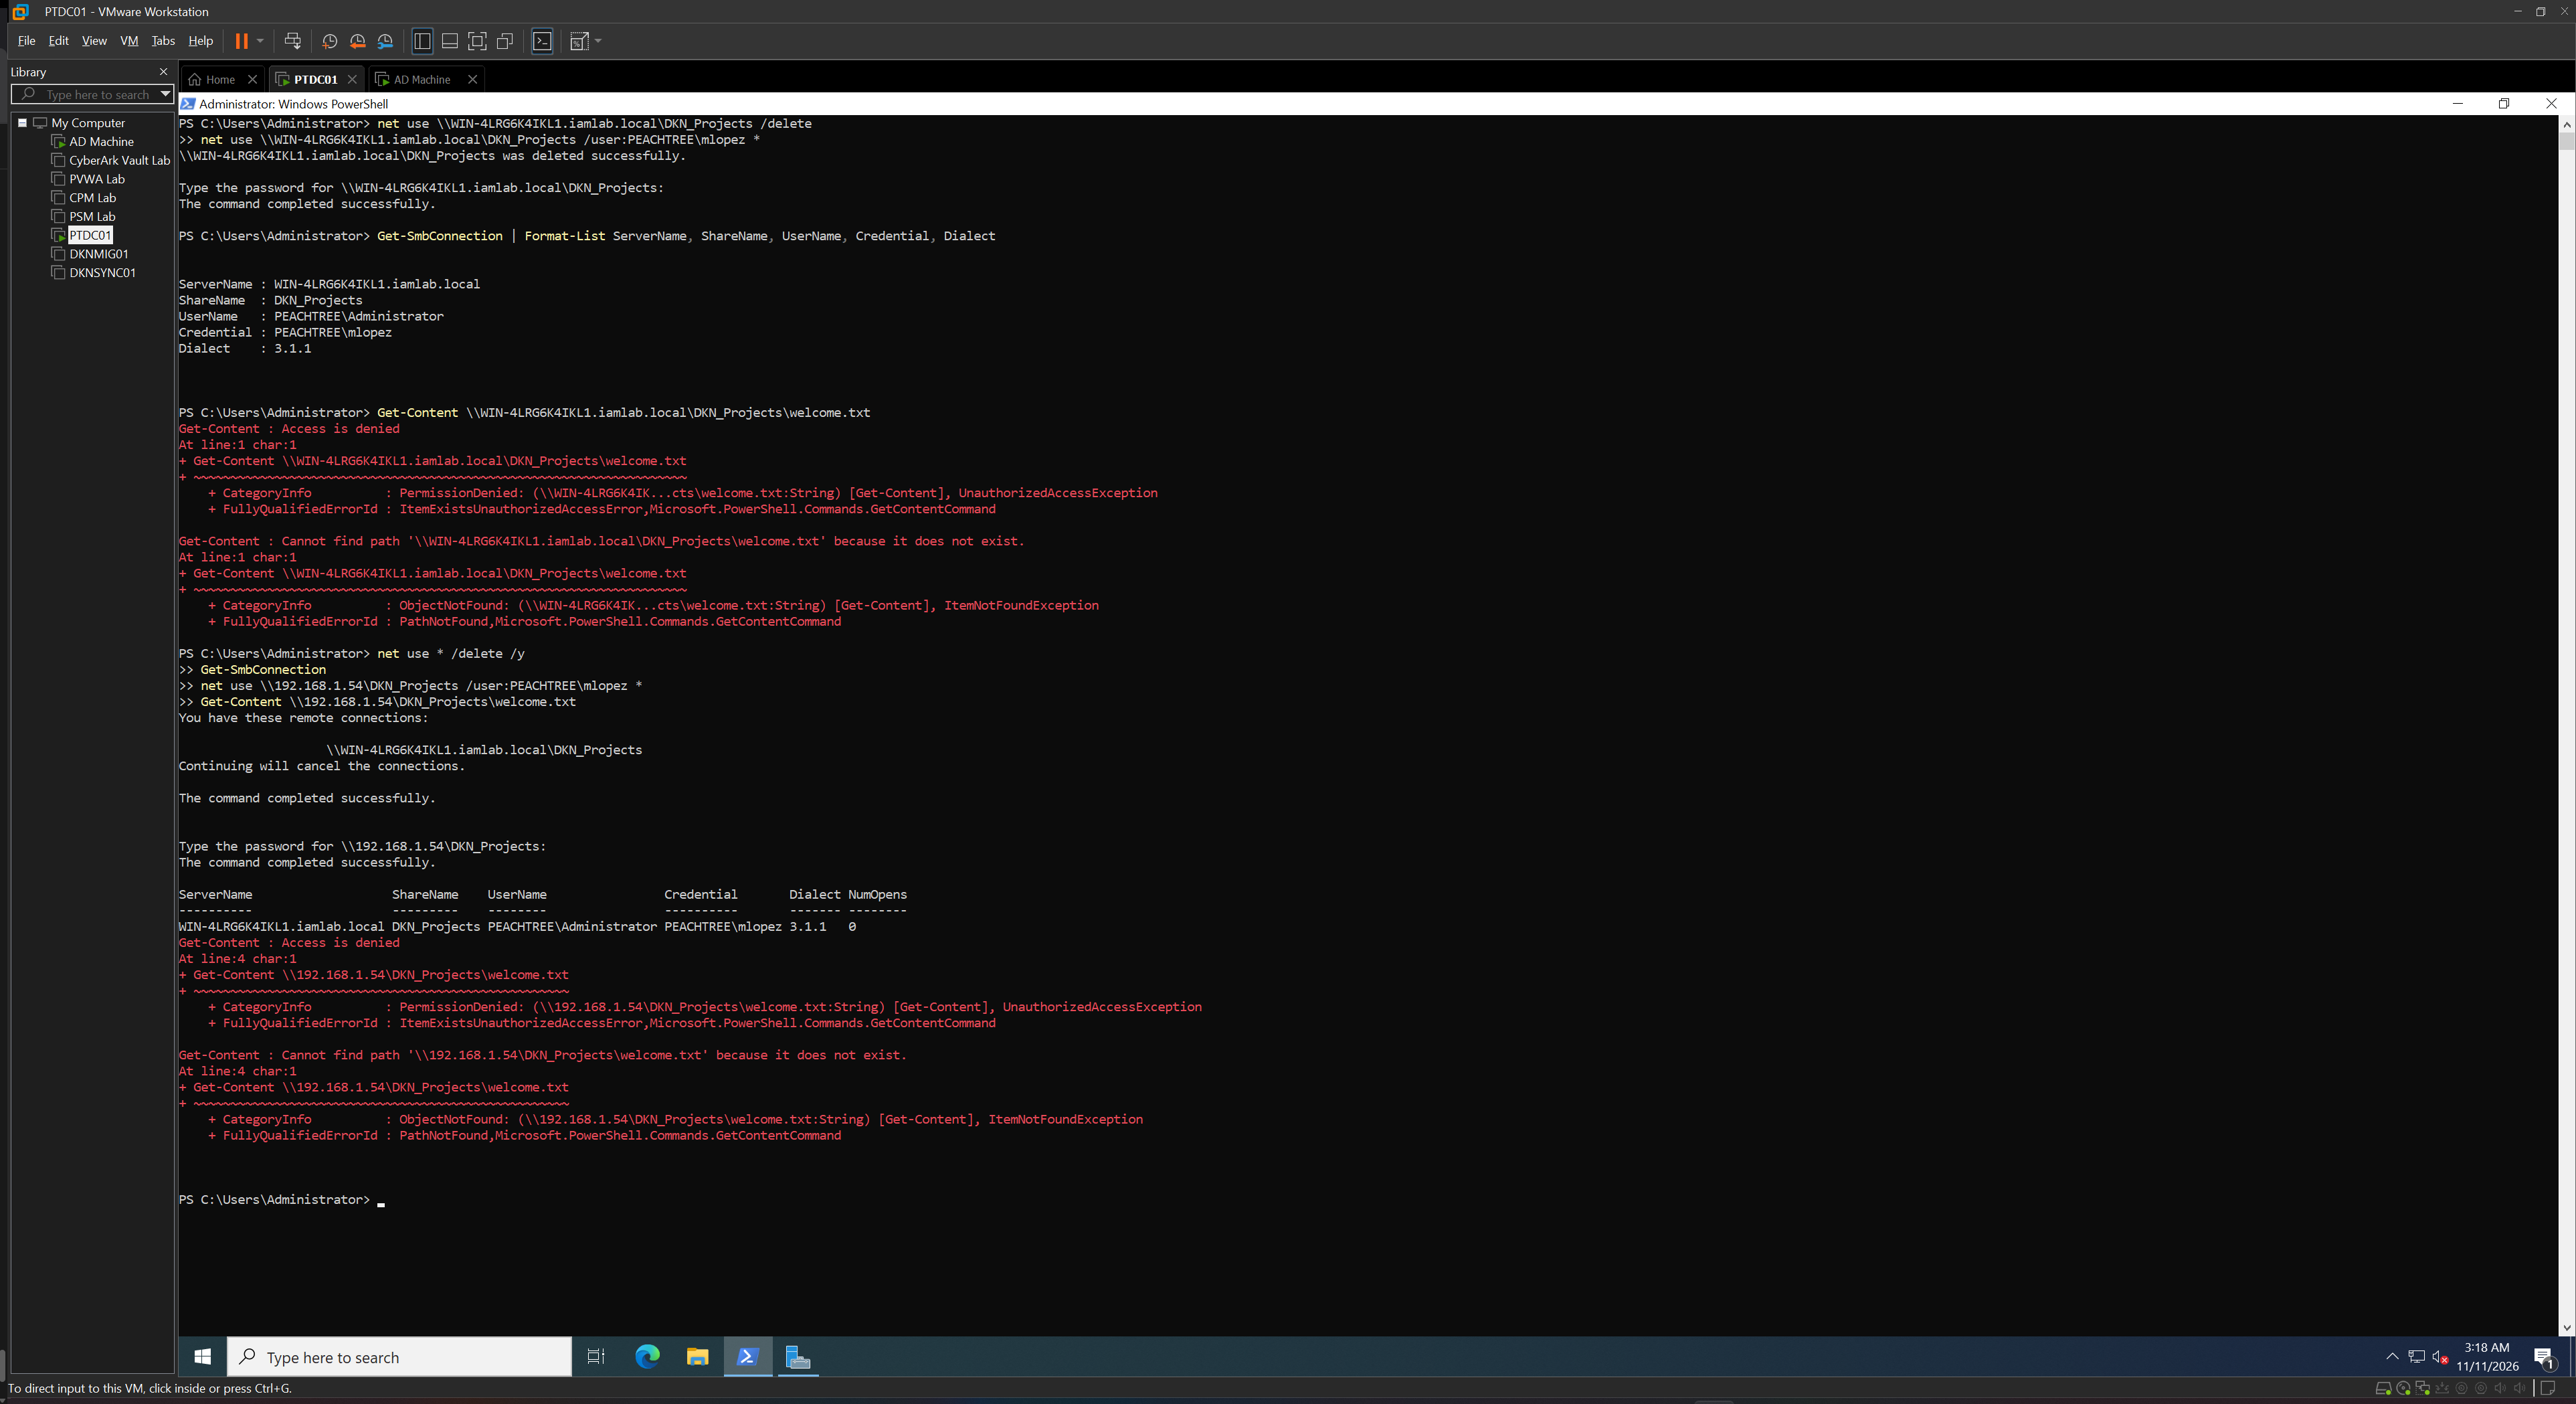 PTDC01 - VMware Workstation
File Edit View VM Tabs Help
Library
Type here to search
My Computer
AD Machine
CyberArk Vault Lab
PVWA Lab
CPM Lab
PSM Lab
PTDC01
DKNMIG01
DKNSYNC01
Home
PTDC01
AD Machine
Administrator: Windows PowerShell
PS C:\Users\Administrator> net use \\WIN-4LRG6K4IKL1.iamlab.local\DKN_Projects /delete
>> net use \\WIN-4LRG6K4IKL1.iamlab.local\DKN_Projects /user:PEACHTREE\mlopez *
\\WIN-4LRG6K4IKL1.iamlab.local\DKN_Projects was deleted successfully.
Type the password for \\WIN-4LRG6K4IKL1.iamlab.local\DKN_Projects:
The command completed successfully.
PS C:\Users\Administrator> Get-SmbConnection | Format-List ServerName, ShareName, UserName, Credential, Dialect
ServerName : WIN-4LRG6K4IKL1.iamlab.local
ShareName  : DKN_Projects
UserName   : PEACHTREE\Administrator
Credential : PEACHTREE\mlopez
Dialect    : 3.1.1
PS C:\Users\Administrator> Get-Content \\WIN-4LRG6K4IKL1.iamlab.local\DKN_Projects\welcome.txt
Get-Content : Access is denied
At line:1 char:1
+ Get-Content \\WIN-4LRG6K4IKL1.iamlab.local\DKN_Projects\welcome.txt
+ ~~~~~~~~~~~~~~~~~~~~~~~~~~~~~~~~~~~~~~~~~~~~~~~~~~~~~~~~~~~~~~~~~~~
    + CategoryInfo          : PermissionDenied: (\\WIN-4LRG6K4IK...cts\welcome.txt:String) [Get-Content], UnauthorizedAccessException
    + FullyQualifiedErrorId : ItemExistsUnauthorizedAccessError,Microsoft.PowerShell.Commands.GetContentCommand
Get-Content : Cannot find path '\\WIN-4LRG6K4IKL1.iamlab.local\DKN_Projects\welcome.txt' because it does not exist.
At line:1 char:1
+ Get-Content \\WIN-4LRG6K4IKL1.iamlab.local\DKN_Projects\welcome.txt
+ ~~~~~~~~~~~~~~~~~~~~~~~~~~~~~~~~~~~~~~~~~~~~~~~~~~~~~~~~~~~~~~~~~~~
    + CategoryInfo          : ObjectNotFound: (\\WIN-4LRG6K4IK...cts\welcome.txt:String) [Get-Content], ItemNotFoundException
    + FullyQualifiedErrorId : PathNotFound,Microsoft.PowerShell.Commands.GetContentCommand
PS C:\Users\Administrator> net use * /delete /y
>> Get-SmbConnection
>> net use \\192.168.1.54\DKN_Projects /user:PEACHTREE\mlopez *
>> Get-Content \\192.168.1.54\DKN_Projects\welcome.txt
You have these remote connections:
\\WIN-4LRG6K4IKL1.iamlab.local\DKN_Projects
Continuing will cancel the connections.
The command completed successfully.
Type the password for \\192.168.1.54\DKN_Projects:
The command completed successfully.
ServerName                   ShareName    UserName                Credential       Dialect NumOpens
----------                   ---------    --------                ----------       ------- --------
WIN-4LRG6K4IKL1.iamlab.local DKN_Projects PEACHTREE\Administrator PEACHTREE\mlopez 3.1.1   0
Get-Content : Access is denied
At line:4 char:1
+ Get-Content \\192.168.1.54\DKN_Projects\welcome.txt
+ ~~~~~~~~~~~~~~~~~~~~~~~~~~~~~~~~~~~~~~~~~~~~~~~~~~~
    + CategoryInfo          : PermissionDenied: (\\192.168.1.54\DKN_Projects\welcome.txt:String) [Get-Content], UnauthorizedAccessException
    + FullyQualifiedErrorId : ItemExistsUnauthorizedAccessError,Microsoft.PowerShell.Commands.GetContentCommand
Get-Content : Cannot find path '\\192.168.1.54\DKN_Projects\welcome.txt' because it does not exist.
At line:4 char:1
+ Get-Content \\192.168.1.54\DKN_Projects\welcome.txt
+ ~~~~~~~~~~~~~~~~~~~~~~~~~~~~~~~~~~~~~~~~~~~~~~~~~~~
    + CategoryInfo          : ObjectNotFound: (\\192.168.1.54\DKN_Projects\welcome.txt:String) [Get-Content], ItemNotFoundException
    + FullyQualifiedErrorId : PathNotFound,Microsoft.PowerShell.Commands.GetContentCommand
PS C:\Users\Administrator>
Type here to search
3:18 AM
11/11/2026
1
To direct input to this VM, click inside or press Ctrl+G.